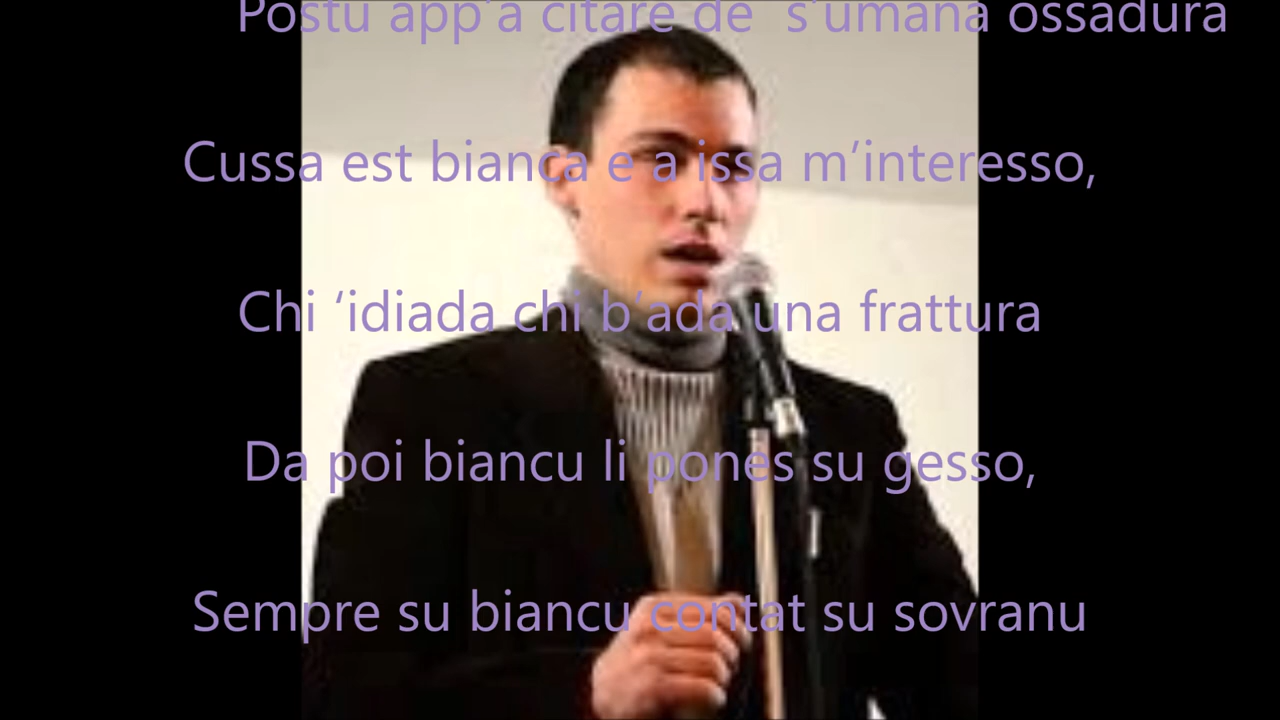 Postu app'a citare de s'umana ossadura
Cussa est bianca e a issa m’interesso,
Chi ‘idiada chi b’ada una frattura
Da poi biancu li pones su gesso,
Sempre su biancu contat su sovranu